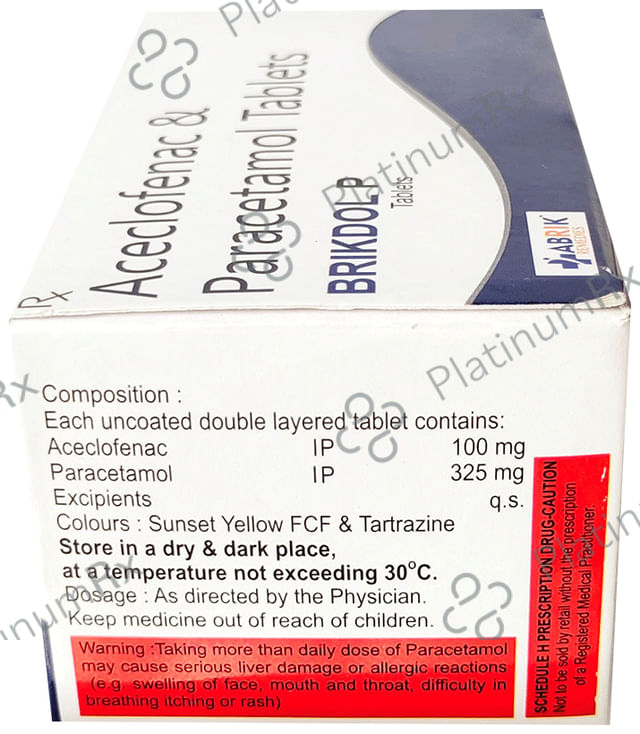 Rx
Aceclofenac &
Paracetamol Tablets
BRIKDOL P
Tablets
ABRIK
REMEDIES
Composition :
Each uncoated double layered tablet contains:
Aceclofenac IP 100 mg
Paracetamol IP 325 mg
Excipients q.s.
Colours : Sunset Yellow FCF & Tartrazine
Store in a dry & dark place,
at a temperature not exceeding 30°C.
Dosage : As directed by the Physician.
Keep medicine out of reach of children.
Warning :Taking more than daily dose of Paracetamol
may cause serious liver damage or allergic reactions
(e.g. swelling of face, mouth and throat, difficulty in
breathing itching or rash)
SCHEDULE H PRESCRIPTION DRUG-CAUTION
Not to be sold by retail without the prescription
of a Registered Medical Practitioner.
PlatinumRx
PlatinumRx
PlatinumRx